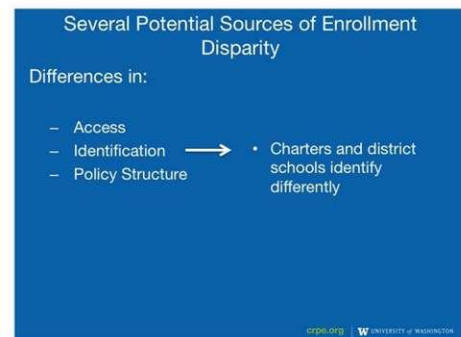 Several Potential Sources of Enrollment
Disparity
Differences in:
– Access
– Identification
– Policy Structure
• Charters and district
schools identify
differently
crpe.org | W UNIVERSITY of WASHINGTON